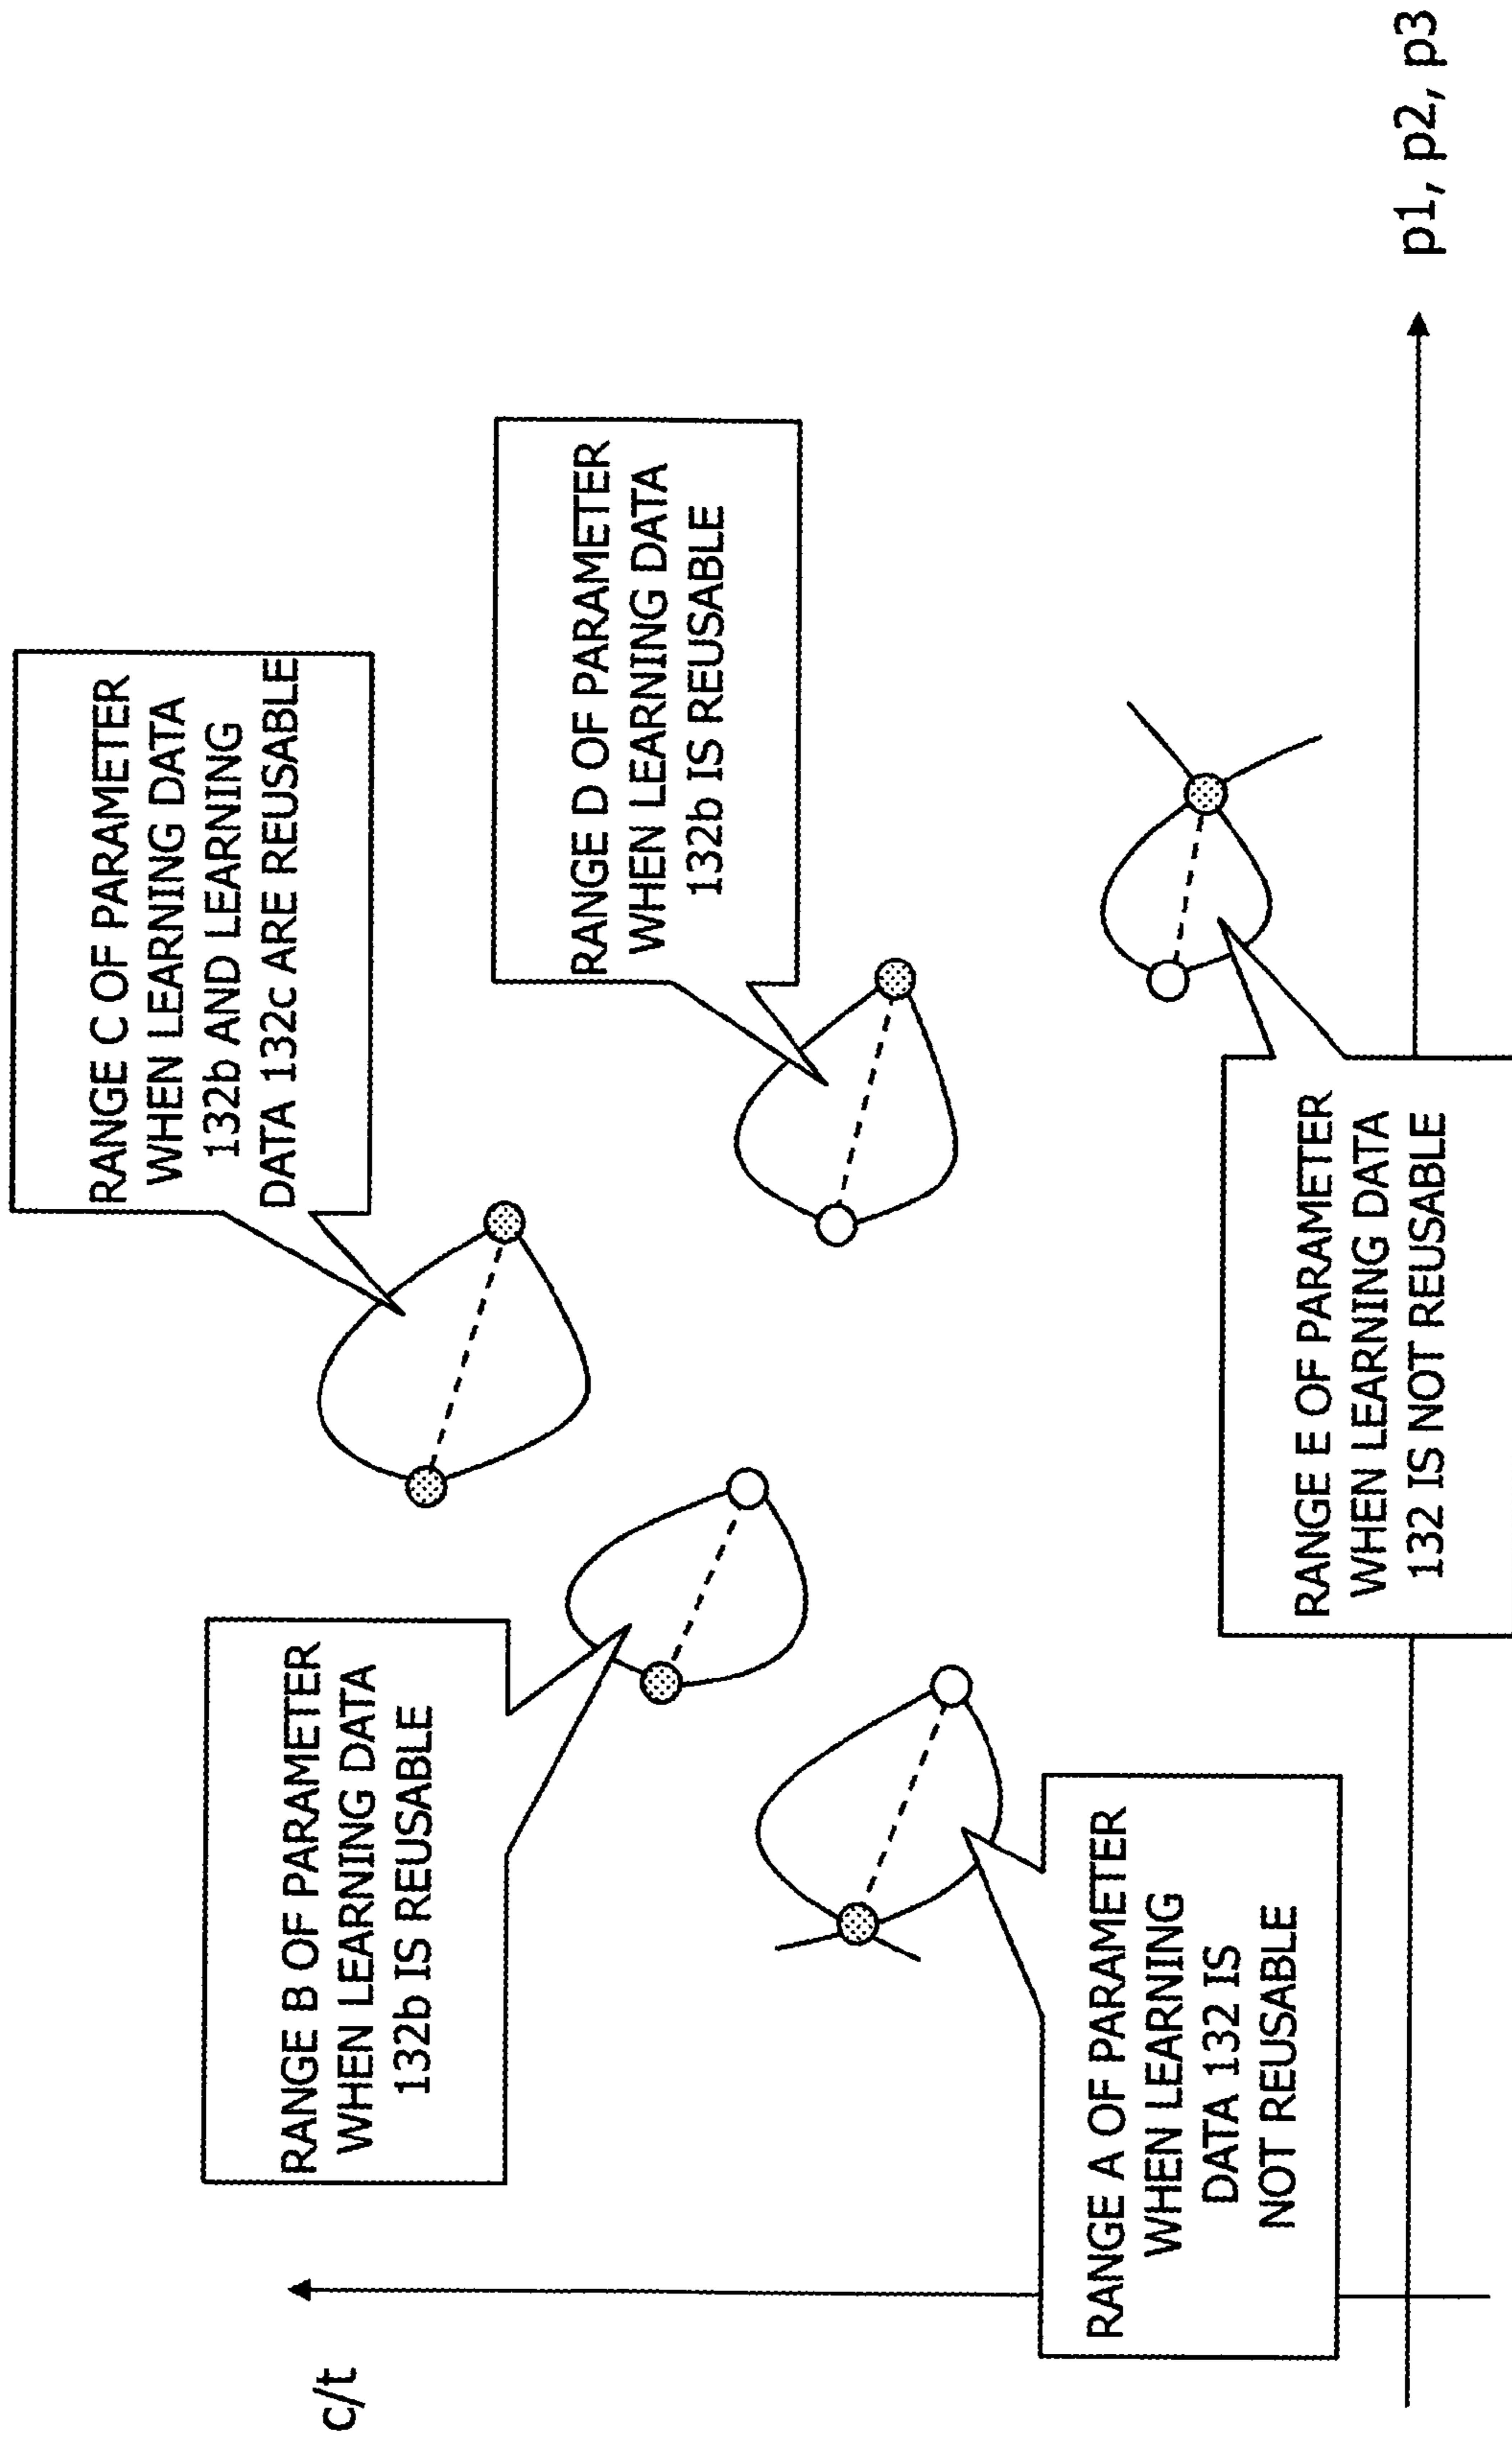 c/t
RANGE C OF PARAMETER
WHEN LEARNING DATA
132b AND LEARNING
DATA 132c ARE REUSABLE
RANGE B OF PARAMETER
WHEN LEARNING DATA
132b IS REUSABLE
RANGE D OF PARAMETER
WHEN LEARNING DATA
132b IS REUSABLE
RANGE A OF PARAMETER
WHEN LEARNING
DATA 132 IS
NOT REUSABLE
RANGE E OF PARAMETER
WHEN LEARNING DATA
132 IS NOT REUSABLE
p1, p2, p3